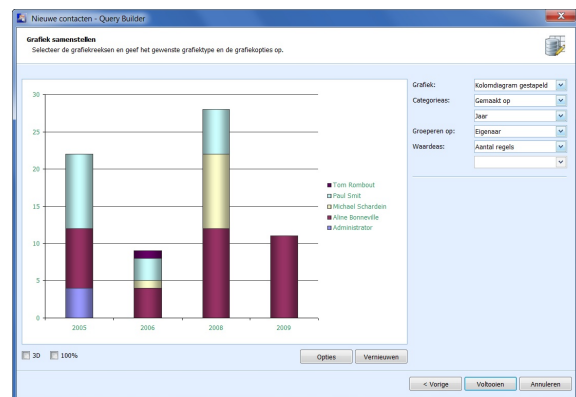 Nieuwe contacten - Query Builder
Grafiek samenstellen
Selecteer de grafiekreeksen en geef het gewenste grafiektype en de grafiekopties op.
30
25
20
15
10
5
0
2005 2006 2008 2009
Tom Rombout
Paul Smit
Michael Schardein
Aline Bonneville
Administrator
Grafiek: Kolomdiagram gestapeld
Categorieas: Gemaakt op
Jaar
Groeperen op: Eigenaar
Waardeas: Aantal regels
3D 100% Opties Vernieuwen
< Vorige Voltooien Annuleren